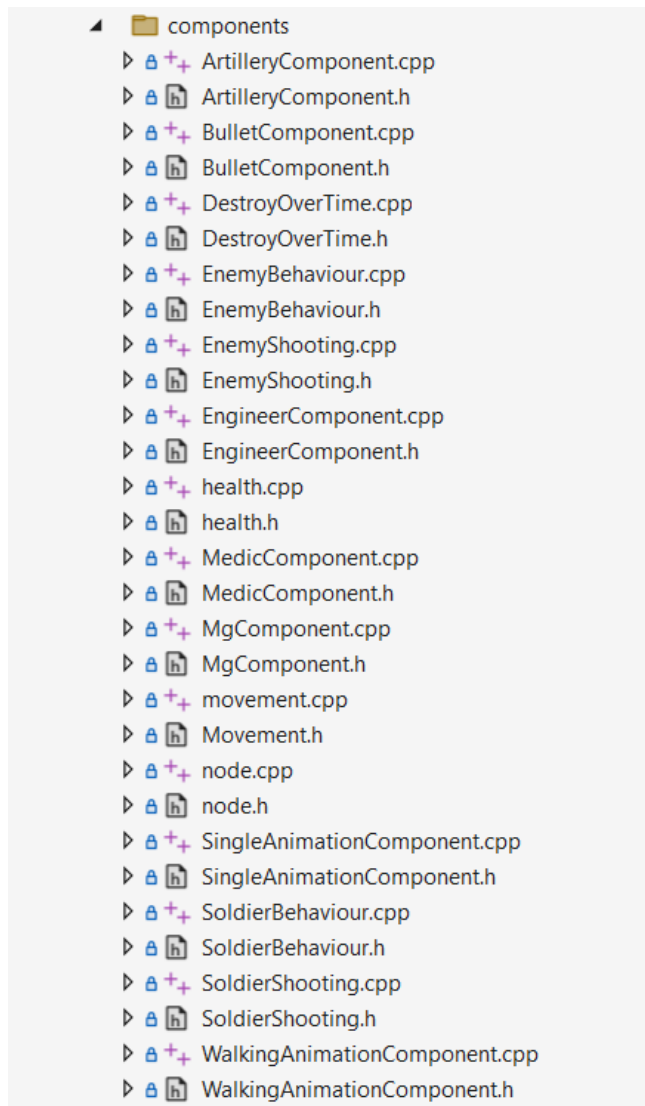 components
ArtilleryComponent.cpp
ArtilleryComponent.h
BulletComponent.cpp
BulletComponent.h
DestroyOverTime.cpp
DestroyOverTime.h
EnemyBehaviour.cpp
EnemyBehaviour.h
EnemyShooting.cpp
EnemyShooting.h
EngineerComponent.cpp
EngineerComponent.h
health.cpp
health.h
MedicComponent.cpp
MedicComponent.h
MgComponent.cpp
MgComponent.h
movement.cpp
Movement.h
node.cpp
node.h
SingleAnimationComponent.cpp
SingleAnimationComponent.h
SoldierBehaviour.cpp
SoldierBehaviour.h
SoldierShooting.cpp
SoldierShooting.h
WalkingAnimationComponent.cpp
WalkingAnimationComponent.h